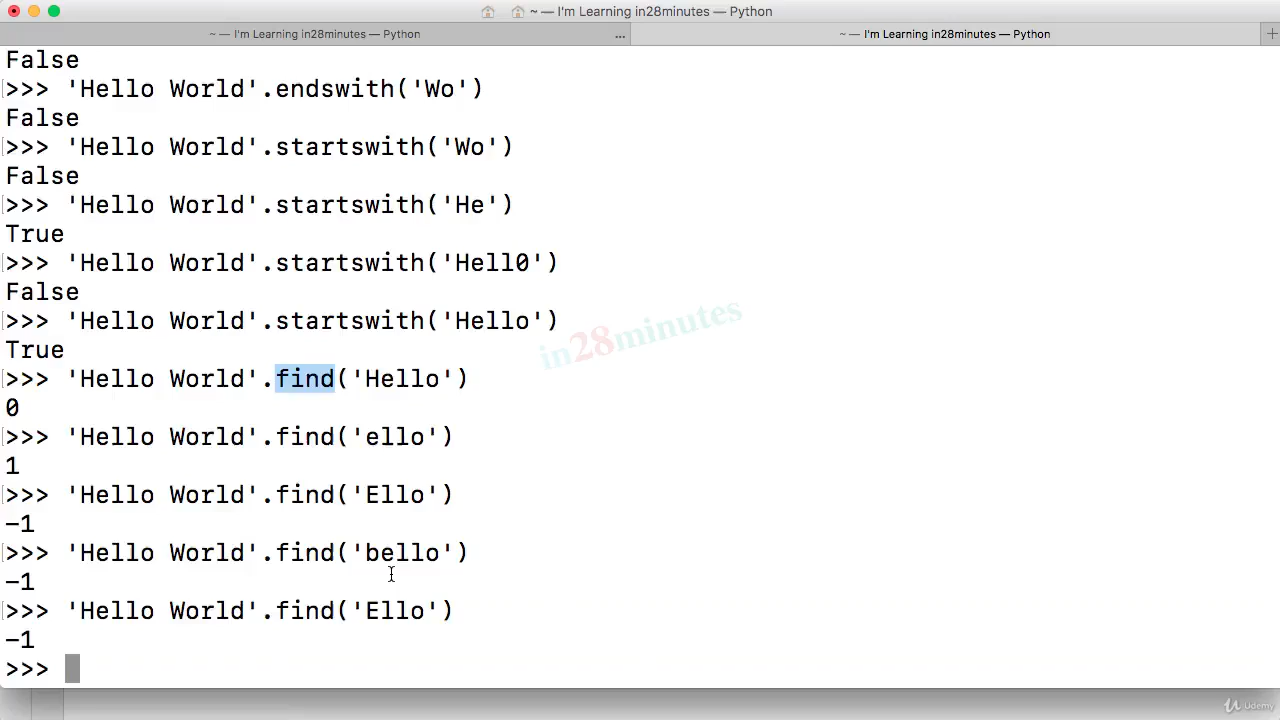 ~ — I'm Learning in28minutes — Python
~ — I'm Learning in28minutes — Python ...
~ — I'm Learning in28minutes — Python +
False
>>> 'Hello World'.endswith('Wo')
False
>>> 'Hello World'.startswith('Wo')
False
>>> 'Hello World'.startswith('He')
True
>>> 'Hello World'.startswith('Hell0')
False
>>> 'Hello World'.startswith('Hello')
True
>>> 'Hello World'.find('Hello')
0
>>> 'Hello World'.find('ello')
1
>>> 'Hello World'.find('Ello')
-1
>>> 'Hello World'.find('bello')
-1
>>> 'Hello World'.find('Ello')
-1
>>>
in28minutes
Udemy